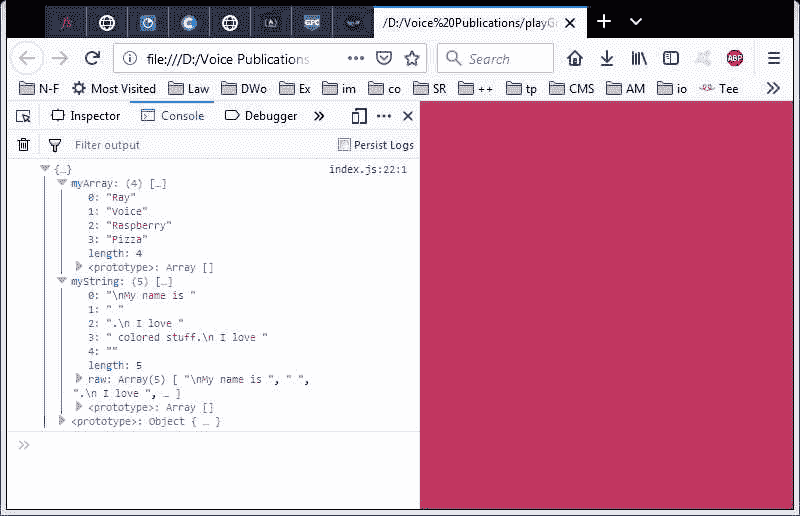 /D:/Voice%20Publications/playG
file:///D:/Voice Publications
Search
ABP
N-F Most Visited Law DWo Ex im co SR ++ tp CMS AM io Tee
Inspector Console Debugger
Filter output Persist Logs
{…} index.js:22:1
myArray: (4) […]
0: "Ray"
1: "Voice"
2: "Raspberry"
3: "Pizza"
length: 4
<prototype>: Array []
myString: (5) […]
0: "\nMy name is "
1: " "
2: ".\n I love "
3: " colored stuff.\n I love "
4: ""
length: 5
raw: Array(5) [ "\nMy name is ", " ",
".\n I love ", … ]
<prototype>: Array []
<prototype>: Object { … }